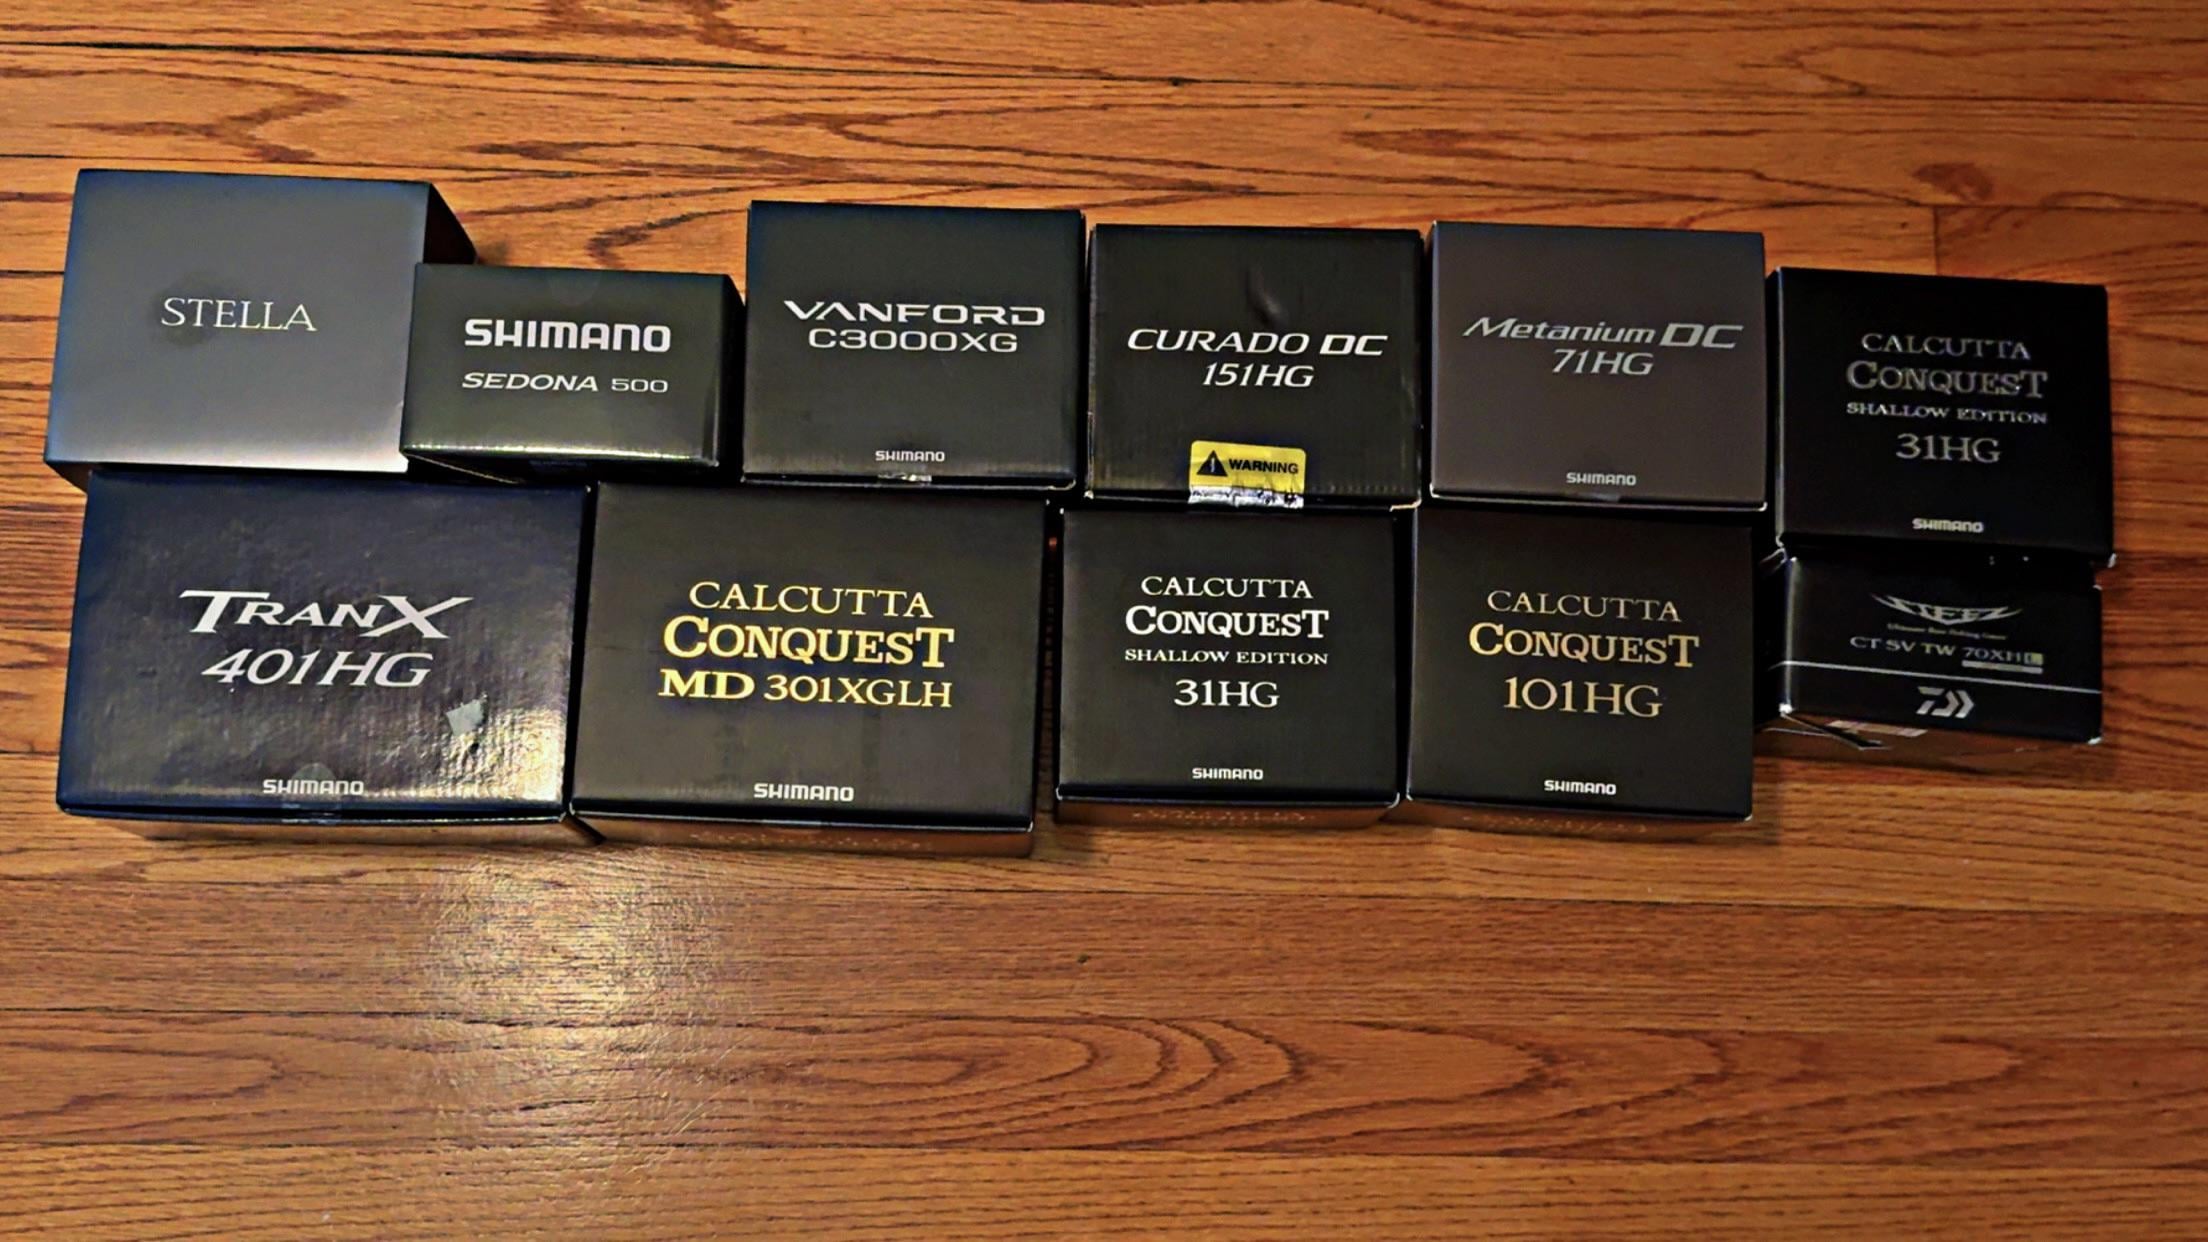 STELLA
SHIMANO
SEDONA 500
VANFORD
C3000XG
SHIMANO
CURADO DC
151HG
WARNING
Metanium DC
71HG
SHIMANO
CALCUTTA
CONQUEST
SHALLOW EDITION
31HG
SHIMANO
TRANX
401HG
SHIMANO
CALCUTTA
CONQUEST
MD 301XGLH
SHIMANO
CALCUTTA
CONQUEST
SHALLOW EDITION
31HG
SHIMANO
CALCUTTA
CONQUEST
101HG
SHIMANO
STEEZ
CT SV TW 70XH